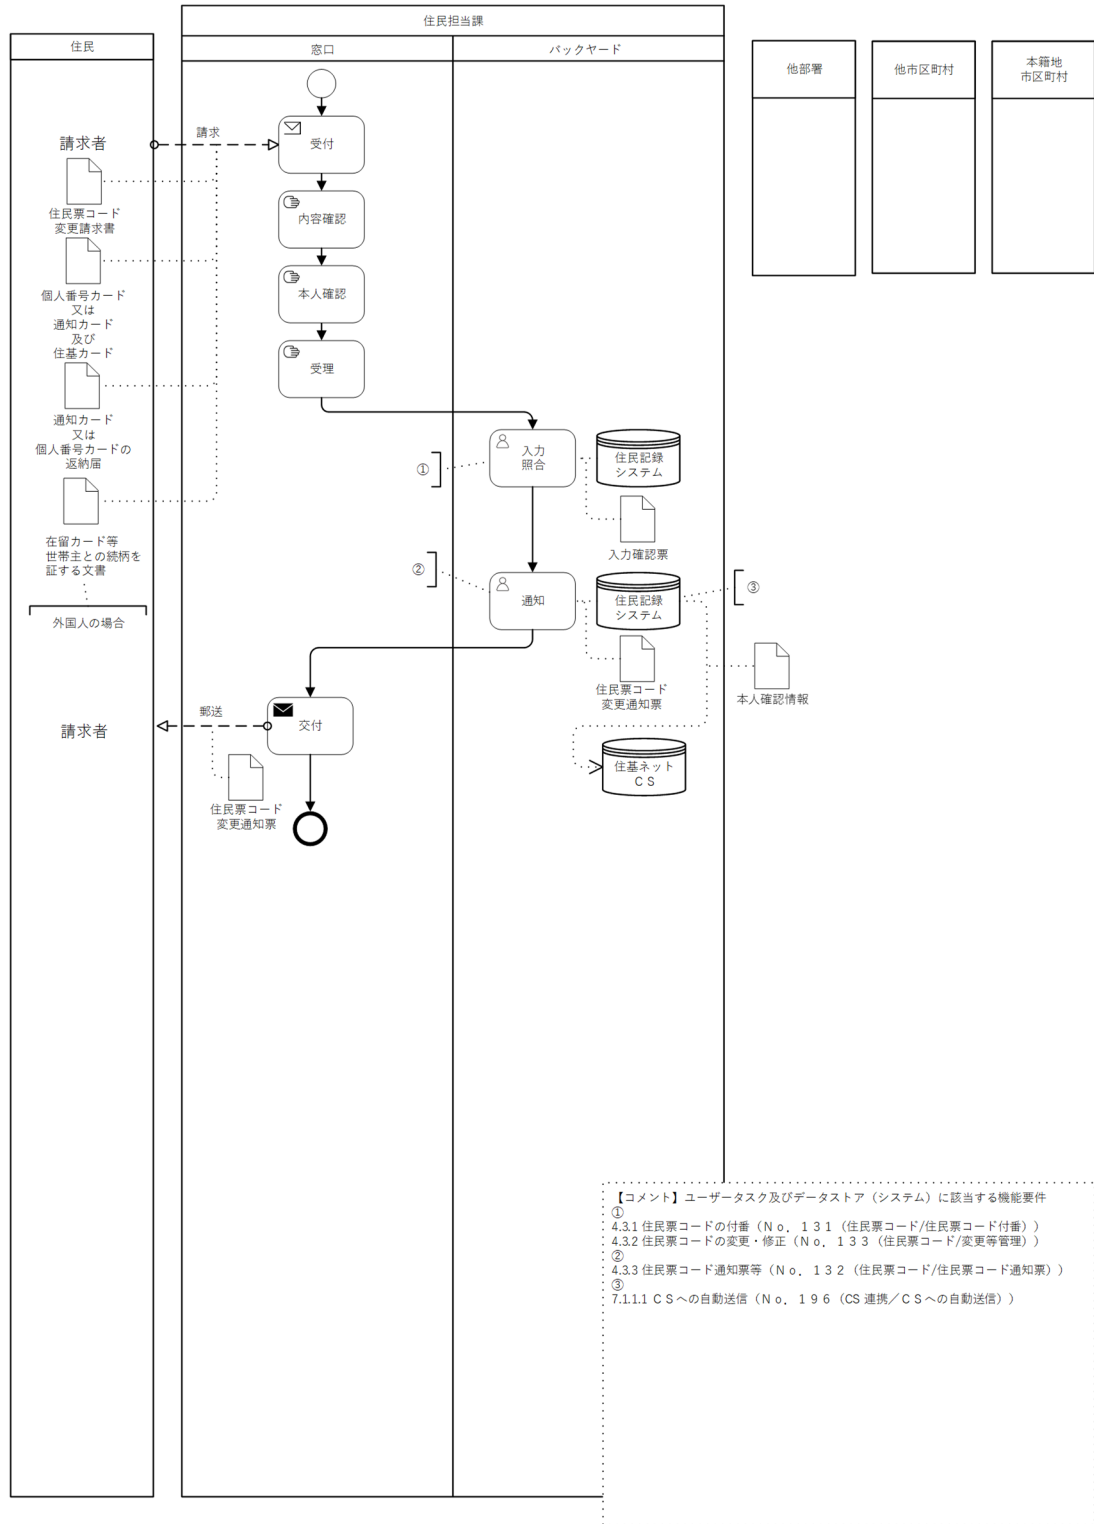 住民担当課
住民
窓口
バックヤード
他部署
他市区町村
本籍地
市区町村
請求者
請求
受付
住民票コード
変更請求書
内容確認
個人番号カード
又は
通知カード
及び
住基カード
本人確認
受理
通知カード
又は
個人番号カードの
返納届
①
入力
照合
住民記録
システム
入力確認票
在留カード等
世帯主との続柄を
証する文書
外国人の場合
②
通知
住民記録
システム
③
住民票コード
変更通知票
本人確認情報
請求者
郵送
交付
住民票コード
変更通知票
住基ネット
ＣＳ
【コメント】ユーザータスク及びデータストア（システム）に該当する機能要件
①
4.3.1 住民票コードの付番（Ｎｏ．１３１（住民票コード/住民票コード付番））
4.3.2 住民票コードの変更・修正（Ｎｏ．１３３（住民票コード/変更等管理））
②
4.3.3 住民票コード通知票等（Ｎｏ．１３２（住民票コード/住民票コード通知票））
③
7.1.1.1 ＣＳへの自動送信（Ｎｏ．１９６（CS 連携／ＣＳへの自動送信））